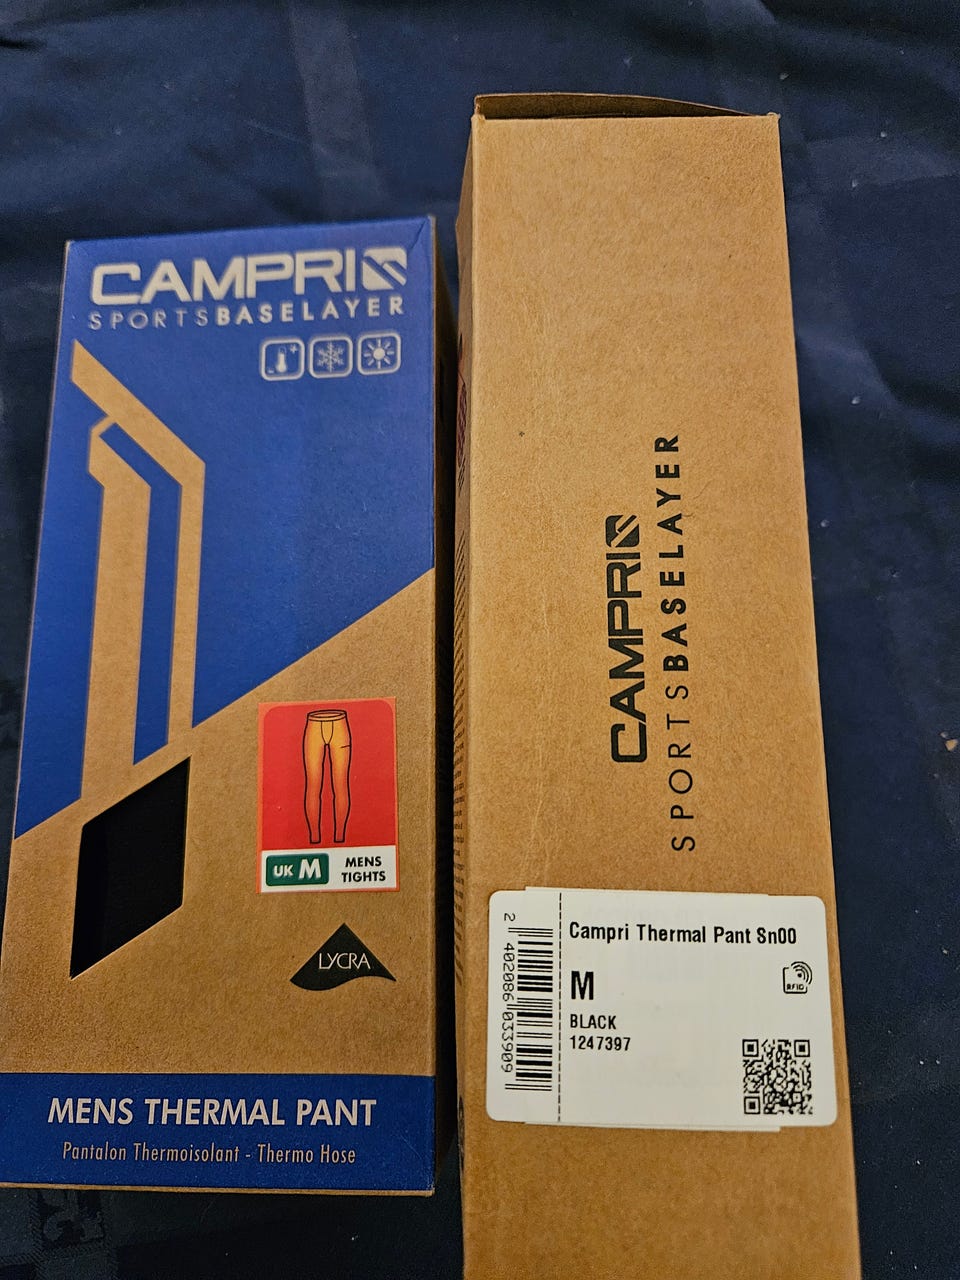 CAMPRI
SPORTSBASELAYER
UK M
MENS
TIGHTS
LYCRA
MENS THERMAL PANT
Pantalon Thermoisolant - Thermo Hose
CAMPRI
SPORTSBASELAYER
2 402086 033909
Campri Thermal Pant Sn00
M
RFID
BLACK
1247397